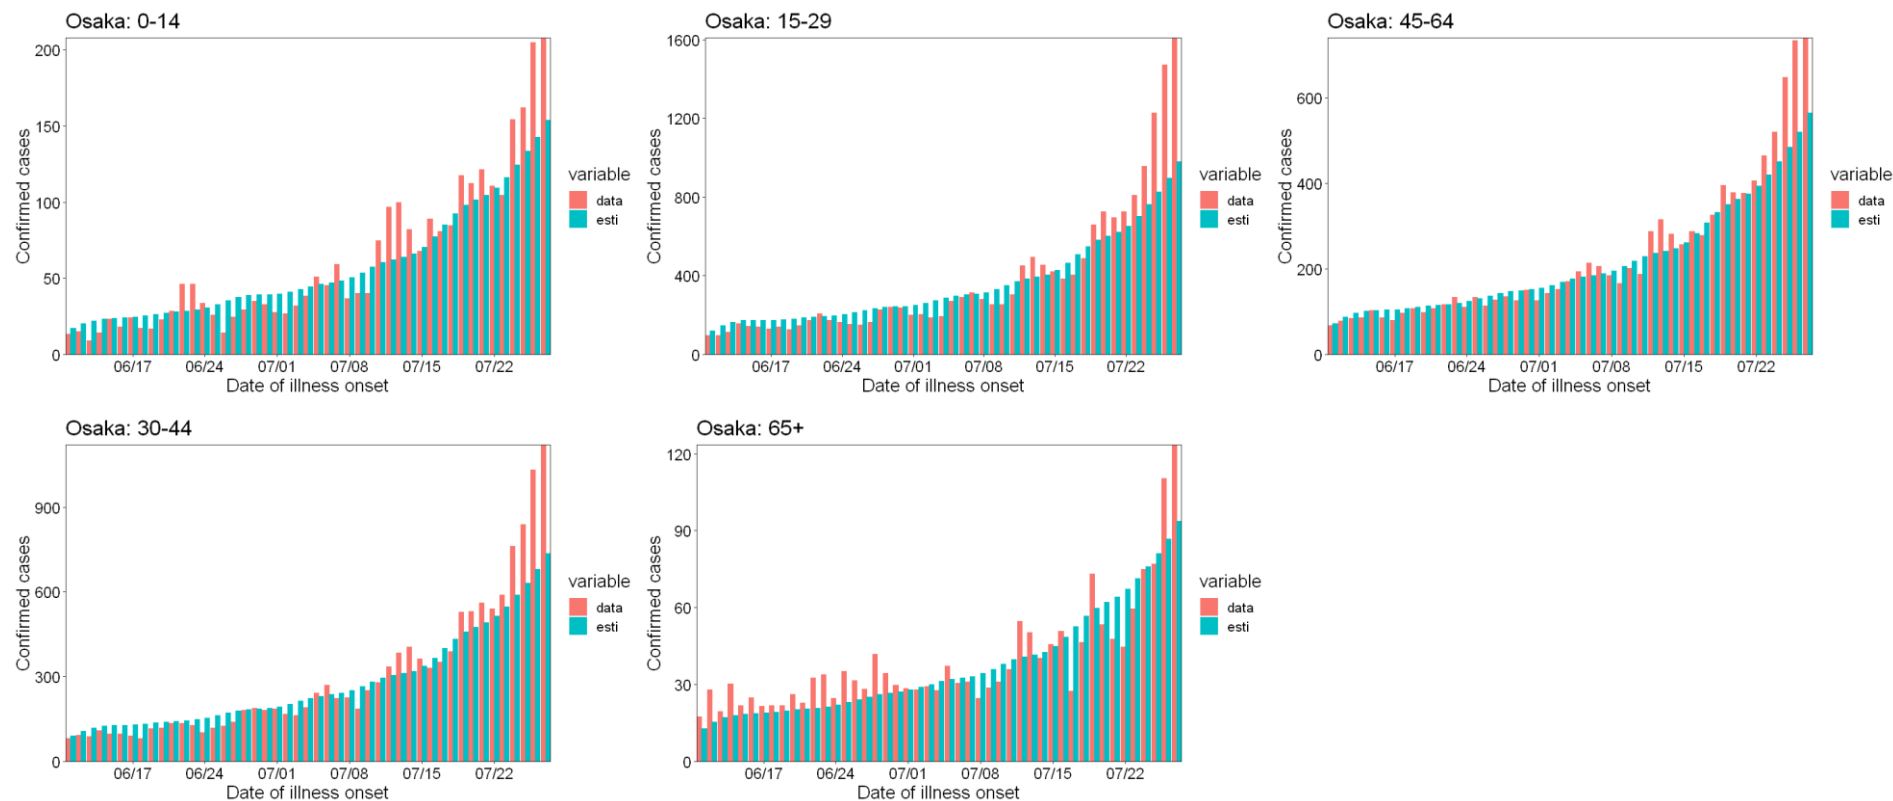 Osaka: 0-14
200
150
100
50
0
Confirmed cases
06/17 06/24 07/01 07/08 07/15 07/22
Date of illness onset
variable
data
esti
Osaka: 15-29
1600
1200
800
400
0
Confirmed cases
06/17 06/24 07/01 07/08 07/15 07/22
Date of illness onset
variable
data
esti
Osaka: 45-64
600
400
200
0
Confirmed cases
06/17 06/24 07/01 07/08 07/15 07/22
Date of illness onset
variable
data
esti
Osaka: 30-44
900
600
300
0
Confirmed cases
06/17 06/24 07/01 07/08 07/15 07/22
Date of illness onset
variable
data
esti
Osaka: 65+
120
90
60
30
0
Confirmed cases
06/17 06/24 07/01 07/08 07/15 07/22
Date of illness onset
variable
data
esti